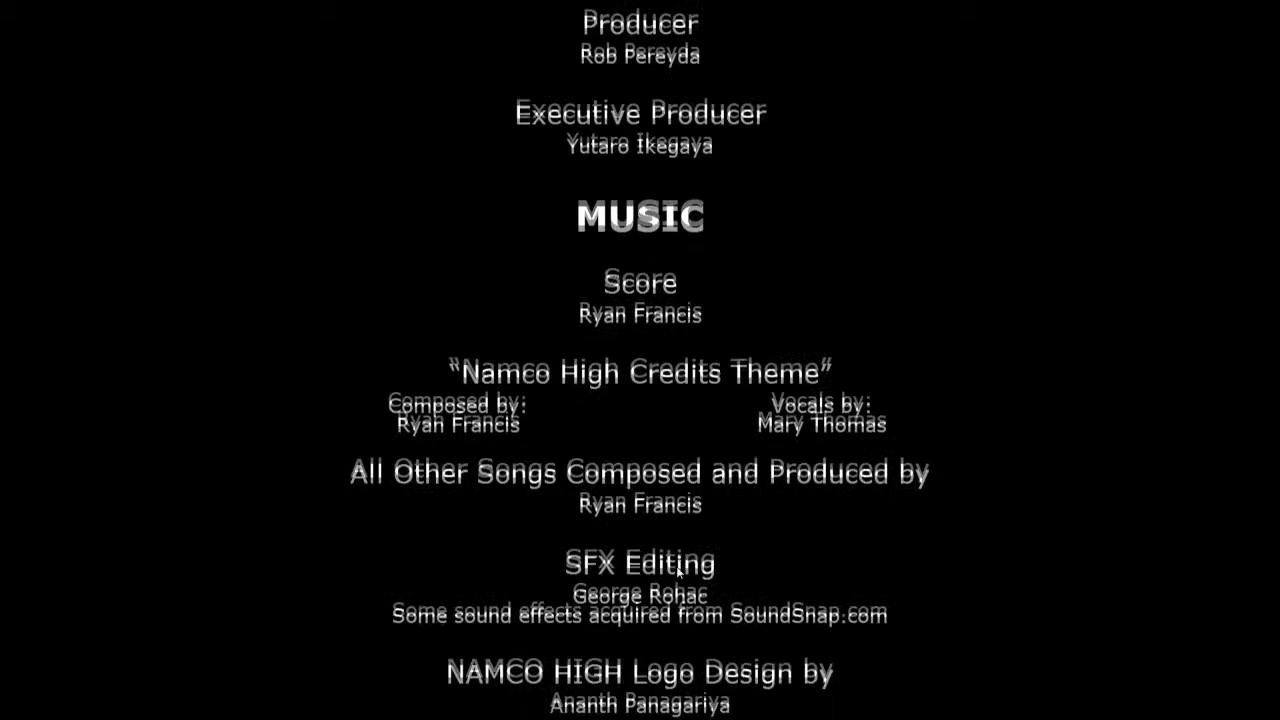 Producer
Rob Pereyda
Executive Producer
Yutaro Ikegaya
MUSIC
Score
Ryan Francis
“Namco High Credits Theme”
Composed by: Vocals by:
Ryan Francis Mary Thomas
All Other Songs Composed and Produced by
Ryan Francis
SFX Editing
George Rohac
Some sound effects acquired from SoundSnap.com
NAMCO HIGH Logo Design by
Ananth Panagariya